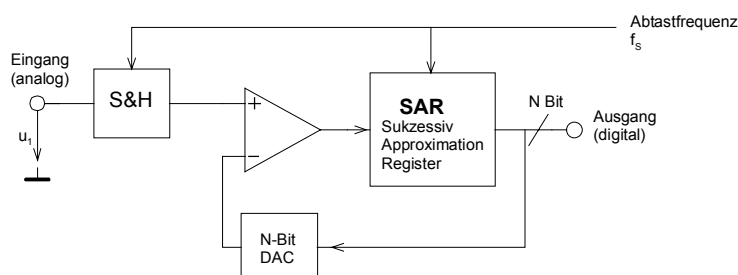 Abtastfrequenz
f_S
Eingang
(analog)
S&H
u_1
+
−
SAR
Sukzessiv
Approximation
Register
N Bit
Ausgang
(digital)
N-Bit
DAC